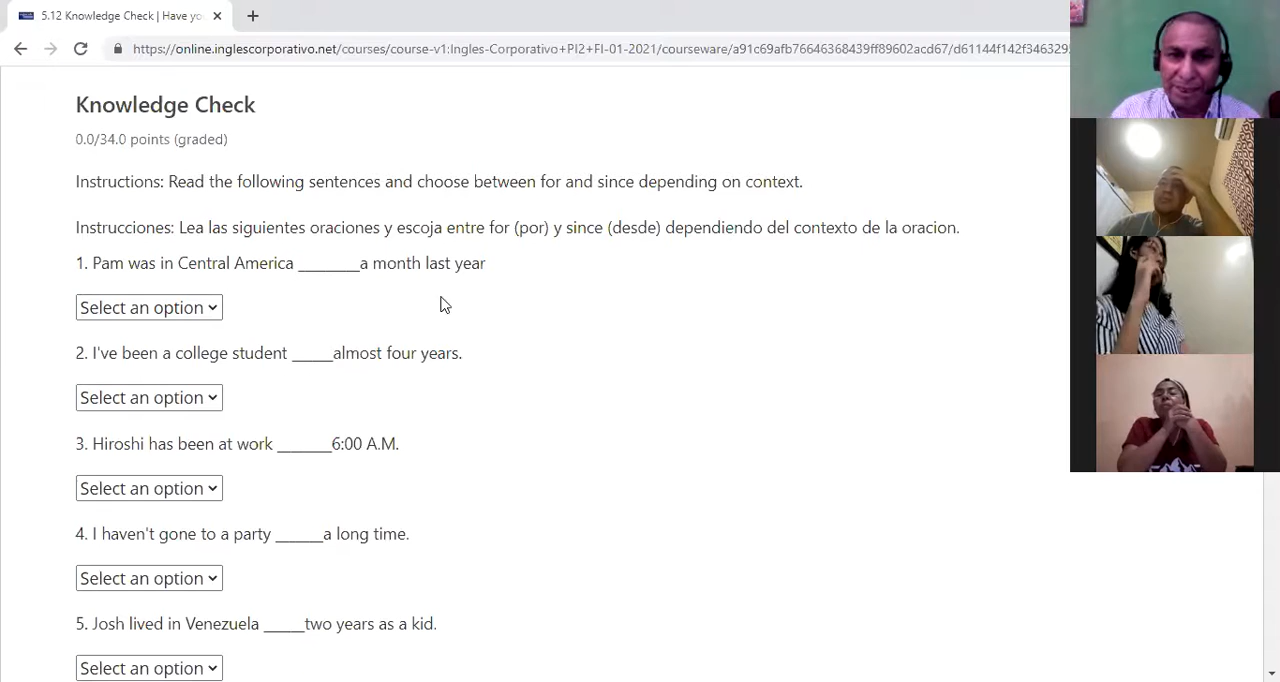 5.12 Knowledge Check | Have you
https://online.inglescorporativo.net/courses/course-v1:Ingles-Corporativo+PI2+FI-01-2021/courseware/a91c69afb76646368439ff89602acd67/d61144f142f3463295
Knowledge Check
0.0/34.0 points (graded)
Instructions: Read the following sentences and choose between for and since depending on context.
Instrucciones: Lea las siguientes oraciones y escoja entre for (por) y since (desde) dependiendo del contexto de la oracion.
1. Pam was in Central America ________a month last year
Select an option
2. I've been a college student _____almost four years.
Select an option
3. Hiroshi has been at work _______6:00 A.M.
Select an option
4. I haven't gone to a party ______a long time.
Select an option
5. Josh lived in Venezuela _____two years as a kid.
Select an option